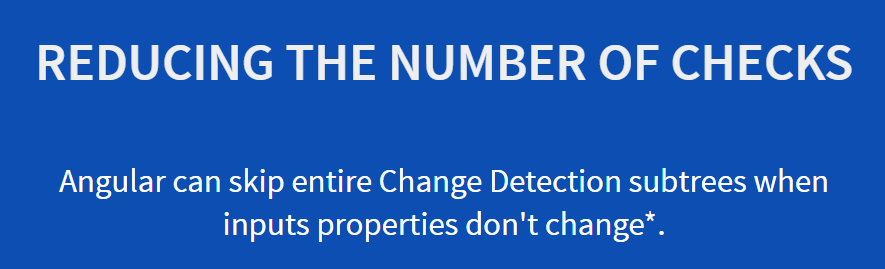 REDUCING THE NUMBER OF CHECKS
Angular can skip entire Change Detection subtrees when
inputs properties don't change*.